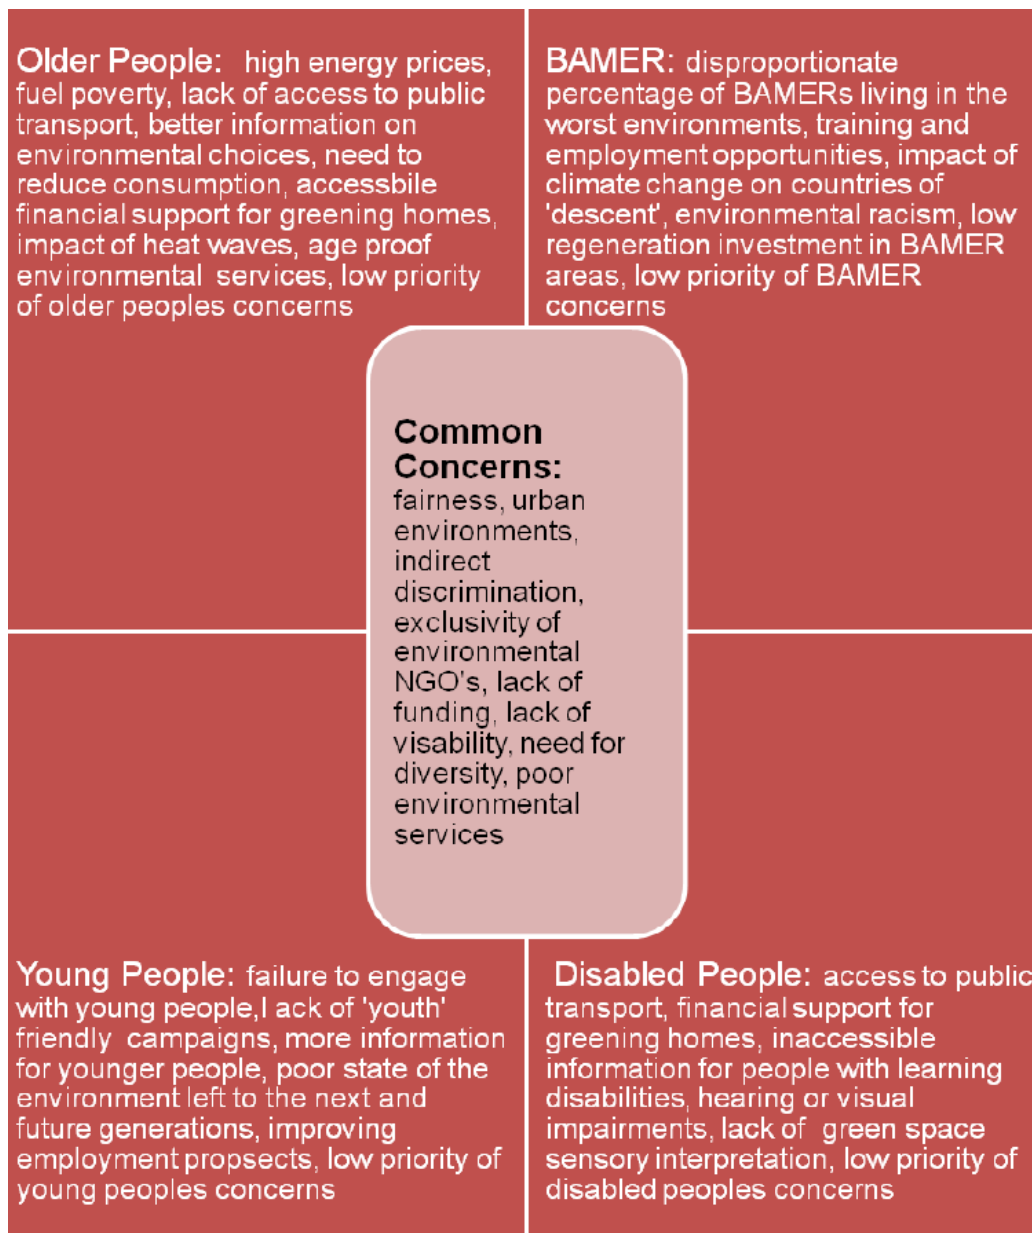 Older People: high energy prices,
fuel poverty, lack of access to public
transport, better information on
environmental choices, need to
reduce consumption, accessbile
financial support for greening homes,
impact of heat waves, age proof
environmental services, low priority
of older peoples concerns
BAMER: disproportionate
percentage of BAMERs living in the
worst environments, training and
employment opportunities, impact of
climate change on countries of
'descent', environmental racism, low
regeneration investment in BAMER
areas, low priority of BAMER
concerns
Common
Concerns:
fairness, urban
environments,
indirect
discrimination,
exclusivity of
environmental
NGO's, lack of
funding, lack of
visability, need for
diversity, poor
environmental
services
Young People: failure to engage
with young people,l ack of 'youth'
friendly campaigns, more information
for younger people, poor state of the
environment left to the next and
future generations, improving
employment propsects, low priority of
young peoples concerns
Disabled People: access to public
transport, financial support for
greening homes, inaccessible
information for people with learning
disabilities, hearing or visual
impairments, lack of green space
sensory interpretation, low priority of
disabled peoples concerns